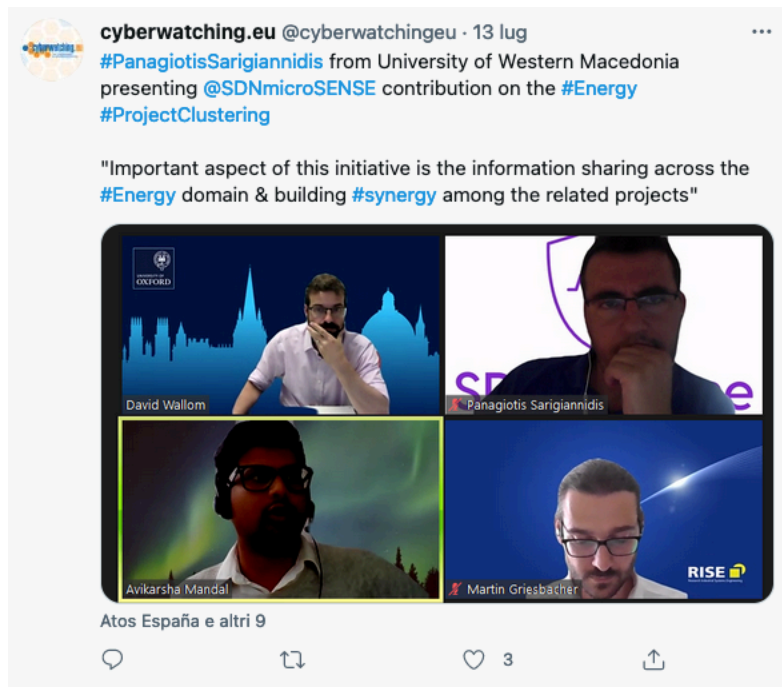 cyberwatching.eu @cyberwatchingeu · 13 lug
#PanagiotisSarigiannidis from University of Western Macedonia
presenting @SDNmicroSENSE contribution on the #Energy
#ProjectClustering
"Important aspect of this initiative is the information sharing across the
#Energy domain & building #synergy among the related projects"
UNIVERSITY OF
OXFORD
David Wallom
Panagiotis Sarigiannidis
Avikarsha Mandal
RISE
Martin Griesbacher
Atos España e altri 9
3